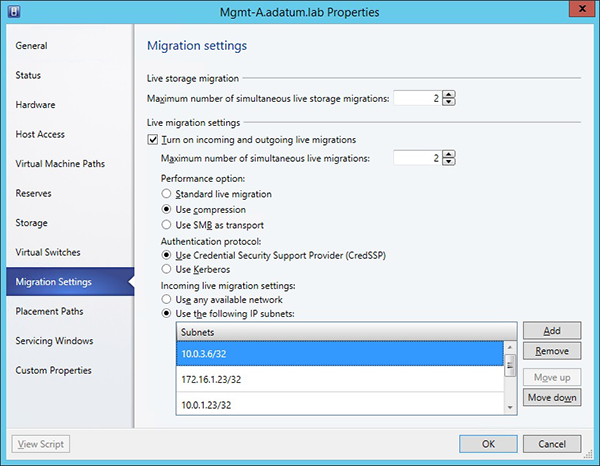 Mgmt-A.adatum.lab Properties
General
Status
Hardware
Host Access
Virtual Machine Paths
Reserves
Storage
Virtual Switches
Migration Settings
Placement Paths
Servicing Windows
Custom Properties
Migration settings
Live storage migration
Maximum number of simultaneous live storage migrations: 2
Live migration settings
Turn on incoming and outgoing live migrations
Maximum number of simultaneous live migrations: 2
Performance option:
Standard live migration
Use compression
Use SMB as transport
Authentication protocol:
Use Credential Security Support Provider (CredSSP)
Use Kerberos
Incoming live migration settings:
Use any available network
Use the following IP subnets:
Subnets
10.0.3.6/32
172.16.1.23/32
10.0.1.23/32
Add
Remove
Move up
Move down
View Script
OK
Cancel